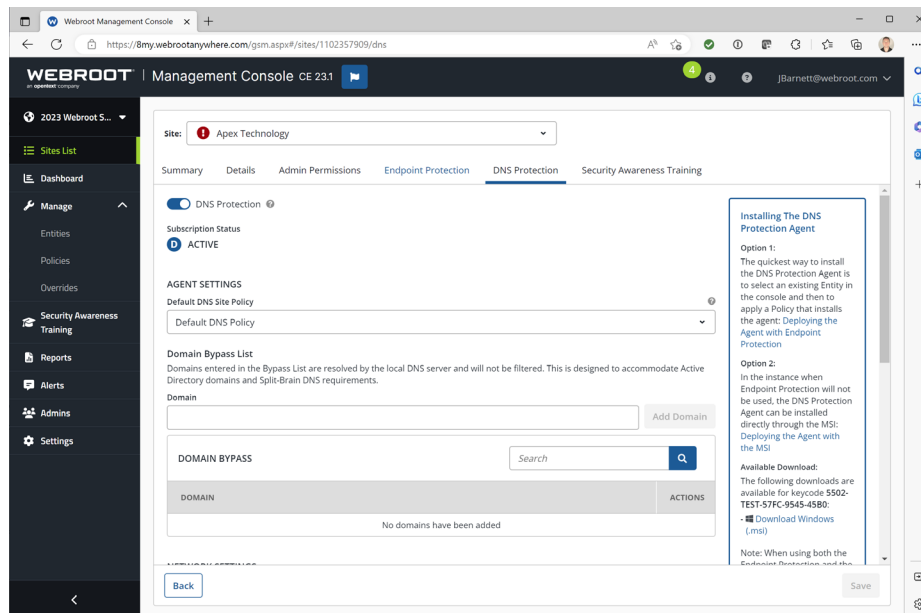 Webroot Management Console
https://8my.webrootanywhere.com/gsm.aspx#/sites/1102357909/dns
WEBROOT
an opentext company
Management Console CE 23.1
4
JBarnett@webroot.com
2023 Webroot S...
Sites List
Dashboard
Manage
Entities
Policies
Overrides
Security Awareness
Training
Reports
Alerts
Admins
Settings
Site:
Apex Technology
Summary
Details
Admin Permissions
Endpoint Protection
DNS Protection
Security Awareness Training
DNS Protection
Subscription Status
D ACTIVE
AGENT SETTINGS
Default DNS Site Policy
Default DNS Policy
Domain Bypass List
Domains entered in the Bypass List are resolved by the local DNS server and will not be filtered. This is designed to accommodate Active
Directory domains and Split-Brain DNS requirements.
Domain
Add Domain
DOMAIN BYPASS
Search
DOMAIN
ACTIONS
No domains have been added
NETWORK SETTINGS
Back
Save
Installing The DNS
Protection Agent
Option 1:
The quickest way to install
the DNS Protection Agent is
to select an existing Entity in
the console and then to
apply a Policy that installs
the agent: Deploying the
Agent with Endpoint
Protection
Option 2:
In the instance when
Endpoint Protection will not
be used, the DNS Protection
Agent can be installed
directly through the MSI:
Deploying the Agent with
the MSI
Available Download:
The following downloads are
available for keycode 5502-
TEST-57FC-9545-45B0:
- Download Windows
(.msi)
Note: When using both the
Endpoint Protection and the